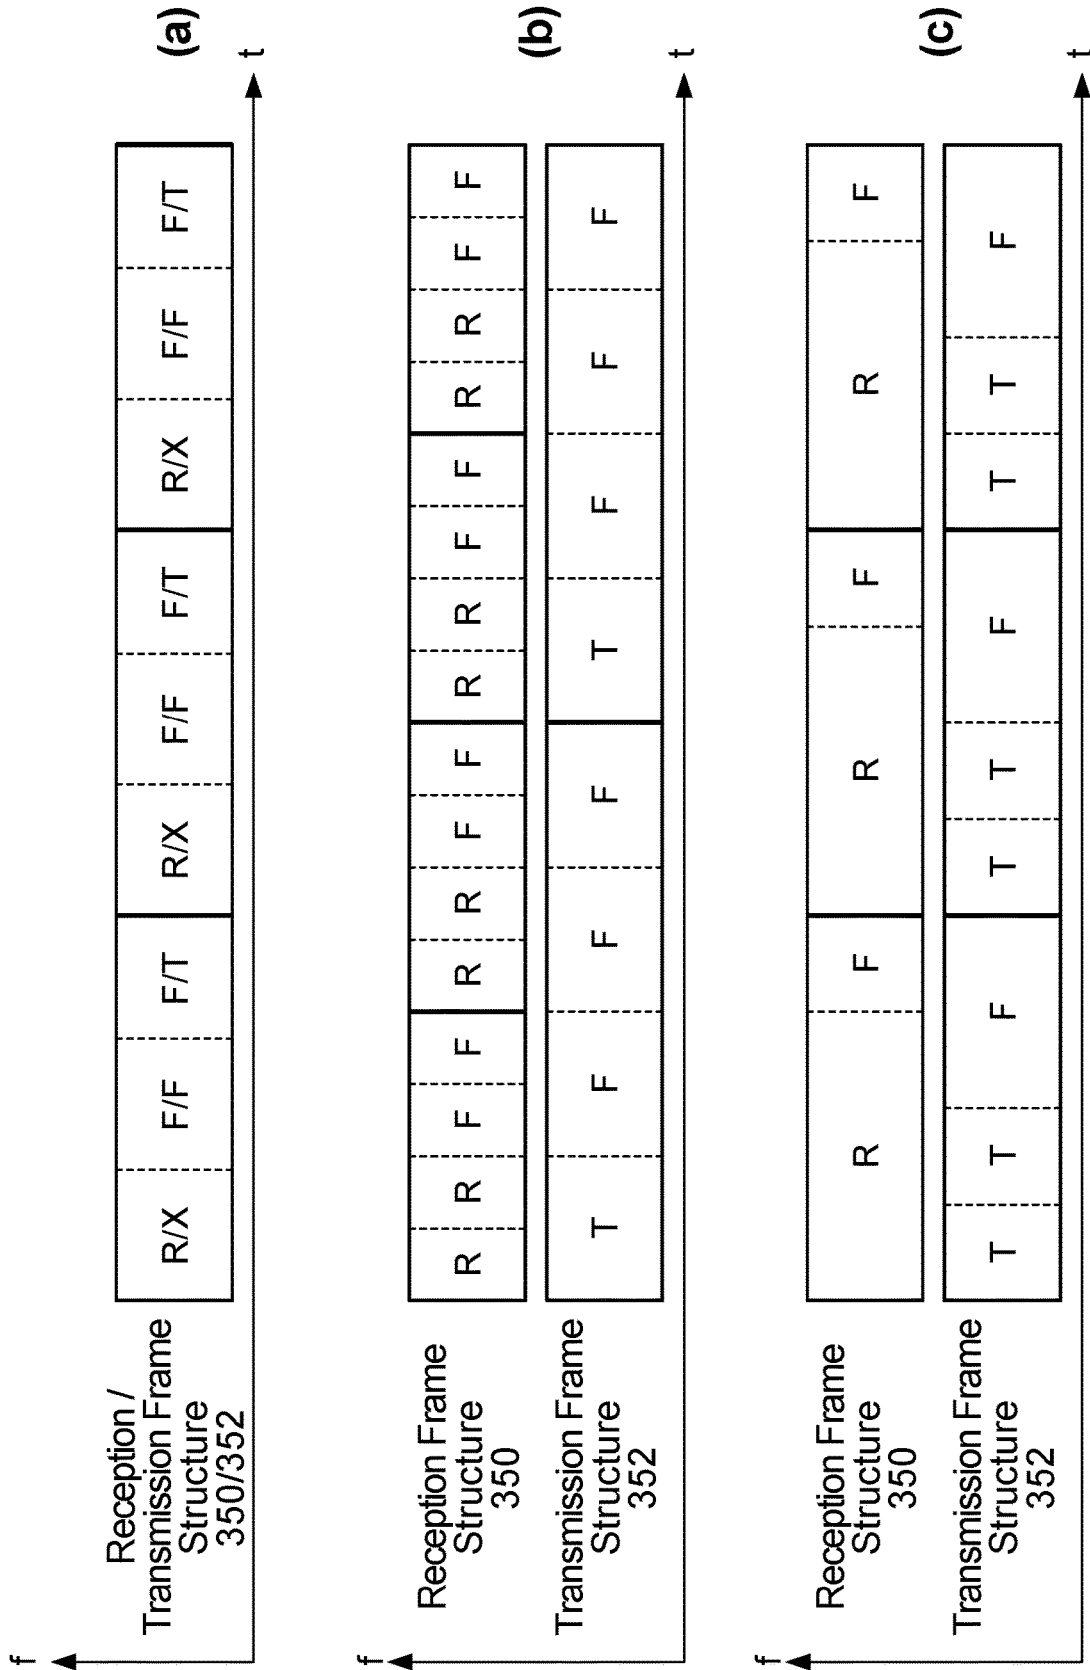 f
Reception /
Transmission Frame
Structure
350/352
R/X F/F F/T R/X F/F F/T R/X F/F F/T
t
(a)
f
Reception Frame
Structure
350
R R F F R R F F R R F F R R F F
Transmission Frame
Structure
352
T F F F T F F F
t
(b)
f
Reception Frame
Structure
350
R F R F R F
Transmission Frame
Structure
352
T T F T T F T T F
t
(c)